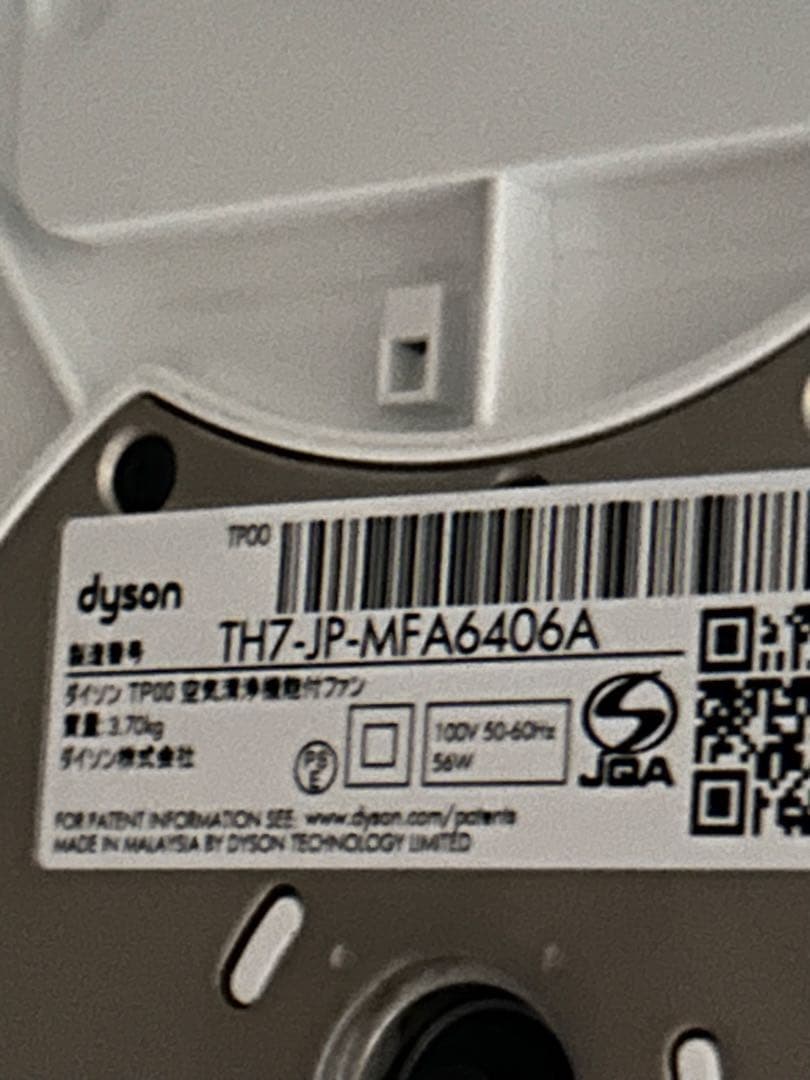 TP00
dyson
製造番号 TH7-JP-MFA6406A
ダイソン TP00 空気清浄機能付ファン
質量: 3.70kg
ダイソン株式会社
PS E
100V 50-60Hz
56W
JQA
FOR PATENT INFORMATION SEE: www.dyson.com/patents
MADE IN MALAYSIA BY DYSON TECHNOLOGY LIMITED